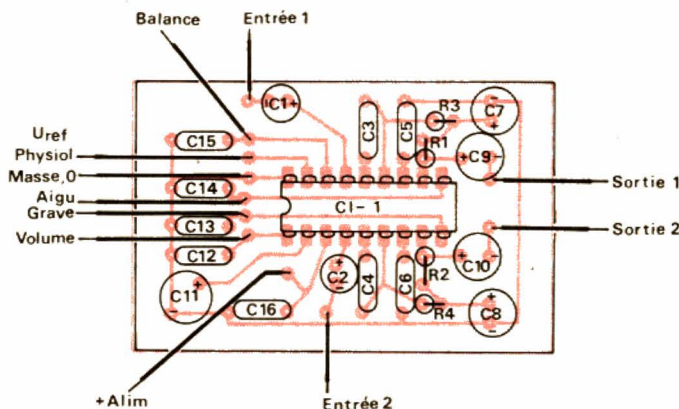 Balance
Entrée 1
C1+
C3
C5
R3
C7
-
+
Uref
C15
R1
+C9-
Physiol
Masse,0
C14
Sortie 1
Aigu
CI-1
Grave
C13
Sortie 2
Volume
C12
+
C2
-
C4
C6
R2
+C10-
+
C11
-
C16
R4
+
C8
-
+Alim
Entrée 2